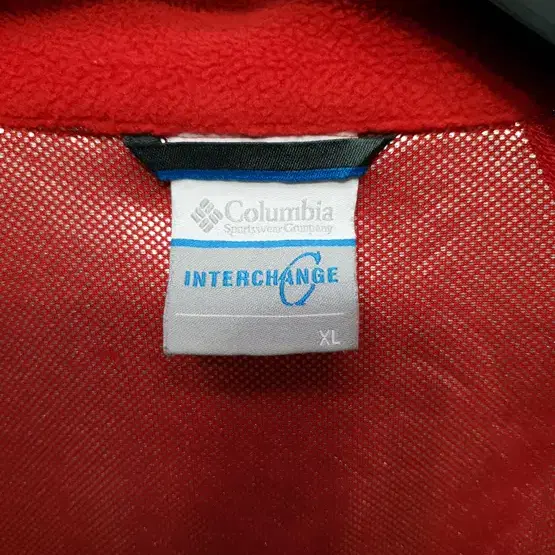 Columbia
Sportswear Company
INTERCHANGE
XL